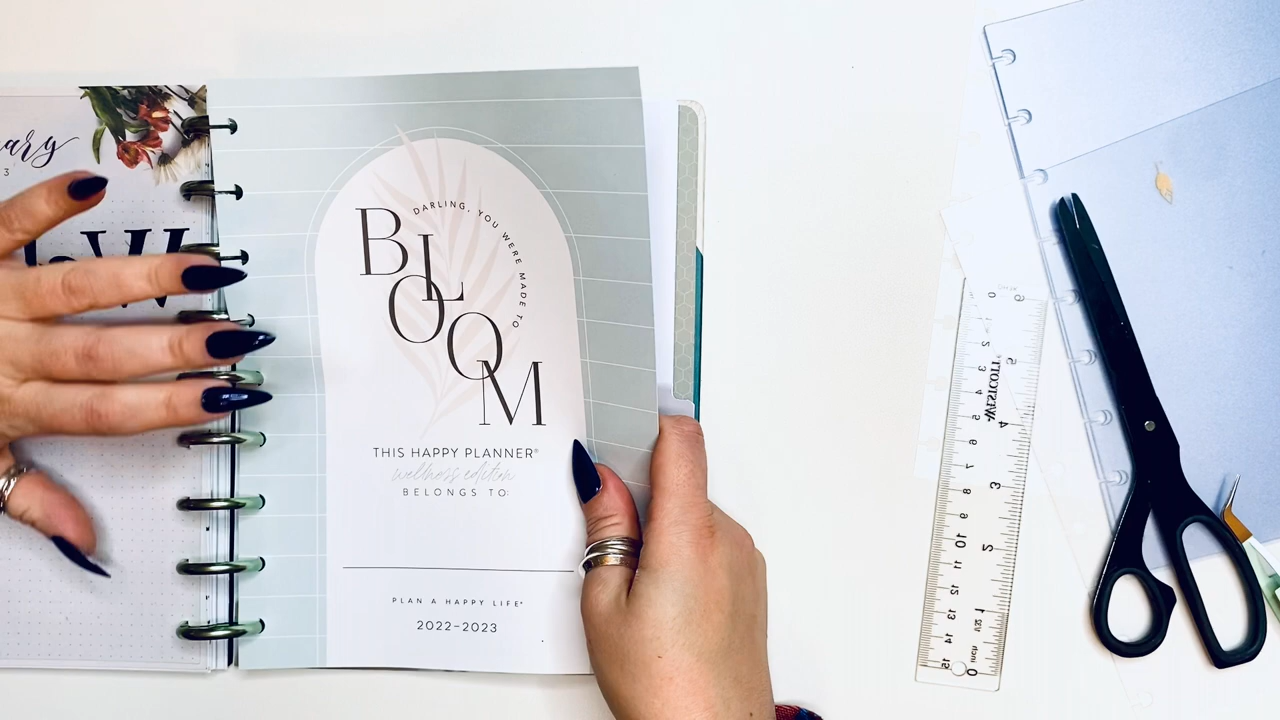 3
DARLING, YOU WERE MADE TO
BLOOM
THIS HAPPY PLANNER®
wellness edition
BELONGS TO:
PLAN A HAPPY LIFE®
2022-2023
WESTCOTT®